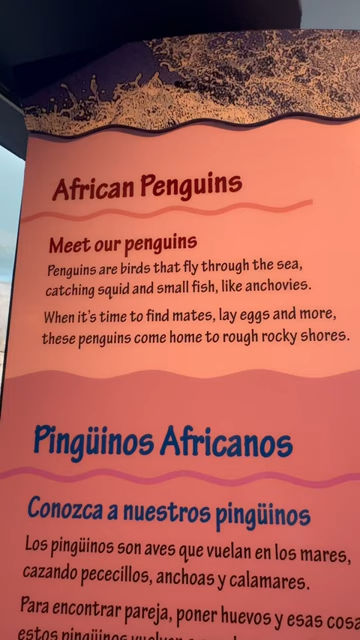 African Penguins
Meet our penguins
Penguins are birds that fly through the sea,
catching squid and small fish, like anchovies.
When it's time to find mates, lay eggs and more,
these penguins come home to rough rocky shores.
Pingüinos Africanos
Conozca a nuestros pingüinos
Los pingüinos son aves que vuelan en los mares,
cazando pececillos, anchoas y calamares.
Para encontrar pareja, poner huevos y esas
estos pingüinos